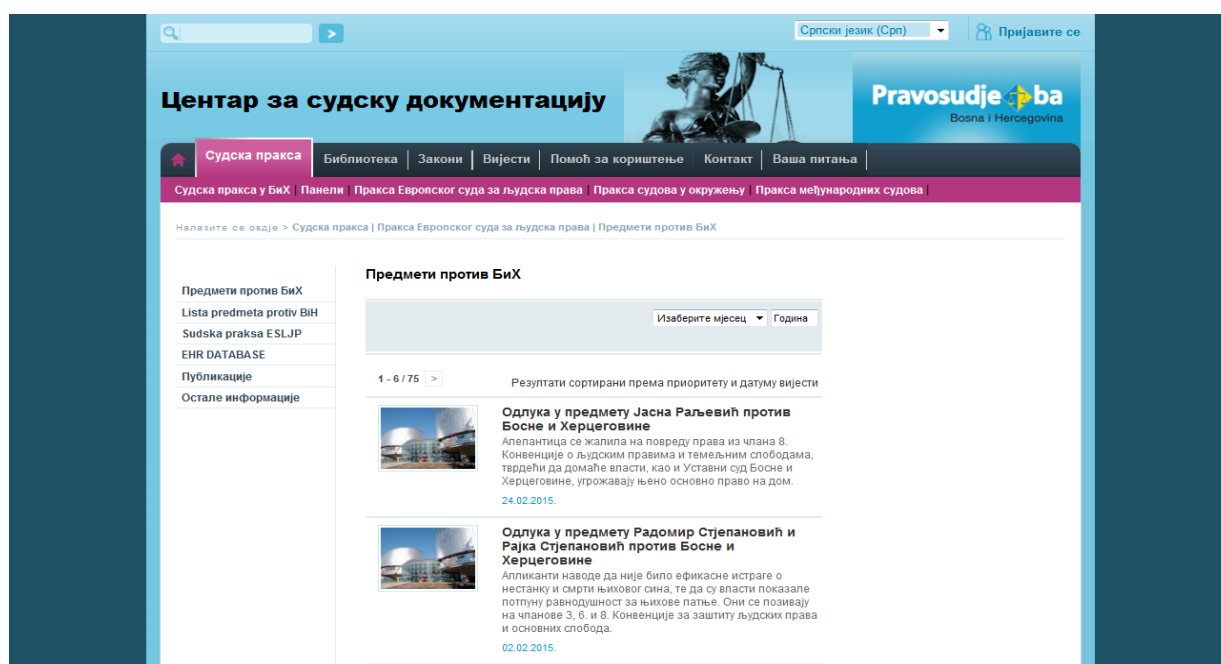 Српски језик (Срп)
Пријавите се
Центар за судску документацију
Pravosudje ba
Bosna i Hercegovina
Судска пракса Библиотека Закони Вијести Помоћ за кориштење Контакт Ваша питања
Судска пракса у БиХ | Панели | Пракса Европског суда за људска права | Пракса судова у окружењу | Пракса међународних судова |
Налазите се овдје > Судска пракса | Пракса Европског суда за људска права | Предмети против БиХ
Предмети против БиХ
Lista predmeta protiv BiH
Sudska praksa ESLJP
EHR DATABASE
Публикације
Остале информације
Предмети против БиХ
Изаберите мјесец Година
1 - 6 / 75 >
Резултати сортирани према приоритету и датуму вијести
Одлука у предмету Јасна Раљевић против
Босне и Херцеговине
Апелантица се жалила на повреду права из члана 8.
Конвенције о људским правима и темељним слободама,
тврдећи да домаће власти, као и Уставни суд Босне и
Херцеговине, угрожавају њено основно право на дом.
24.02.2015.
Одлука у предмету Радомир Стјепановић и
Рајка Стјепановић против Босне и
Херцеговине
Апликанти наводе да није било ефикасне истраге о
нестанку и смрти њиховог сина, те да су власти показале
потпуну равнодушност за њихове патње. Они се позивају
на чланове 3, 6. и 8. Конвенције за заштиту људских права
и основних слобода.
02.02.2015.